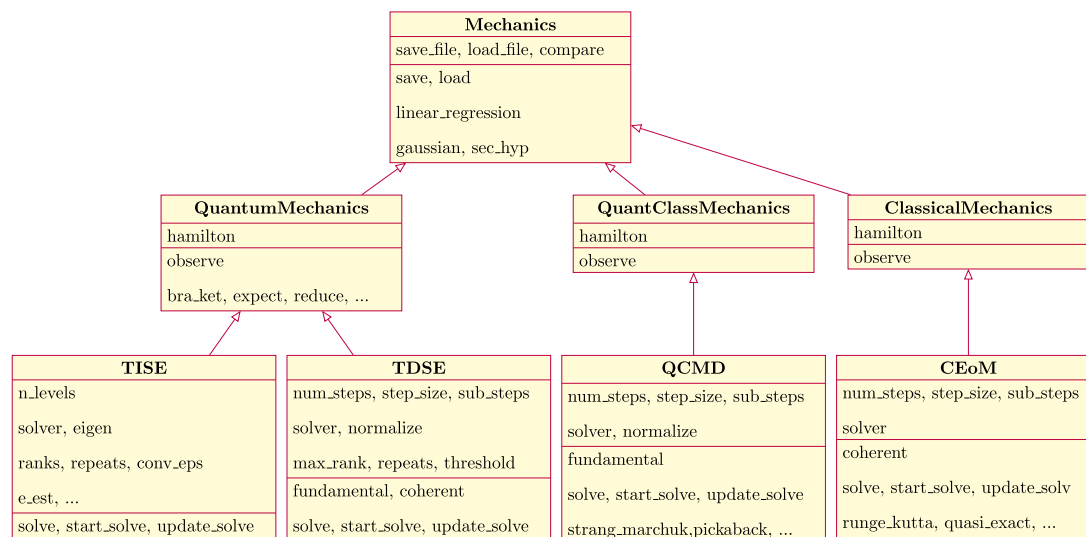 Mechanics
save_file, load_file, compare
save, load
linear_regression
gaussian, sec_hyp
QuantumMechanics
hamilton
observe
bra_ket, expect, reduce, ...
QuantClassMechanics
hamilton
observe
ClassicalMechanics
hamilton
observe
TISE
n_levels
solver, eigen
ranks, repeats, conv_eps
e_est, ...
solve, start_solve, update_solve
TDSE
num_steps, step_size, sub_steps
solver, normalize
max_rank, repeats, threshold
fundamental, coherent
solve, start_solve, update_solve
QCMD
num_steps, step_size, sub_steps
solver, normalize
fundamental
solve, start_solve, update_solve
strang_marchuk,pickaback, ...
CEoM
num_steps, step_size, sub_steps
solver
coherent
solve, start_solve, update_solv
runge_kutta, quasi_exact, ...